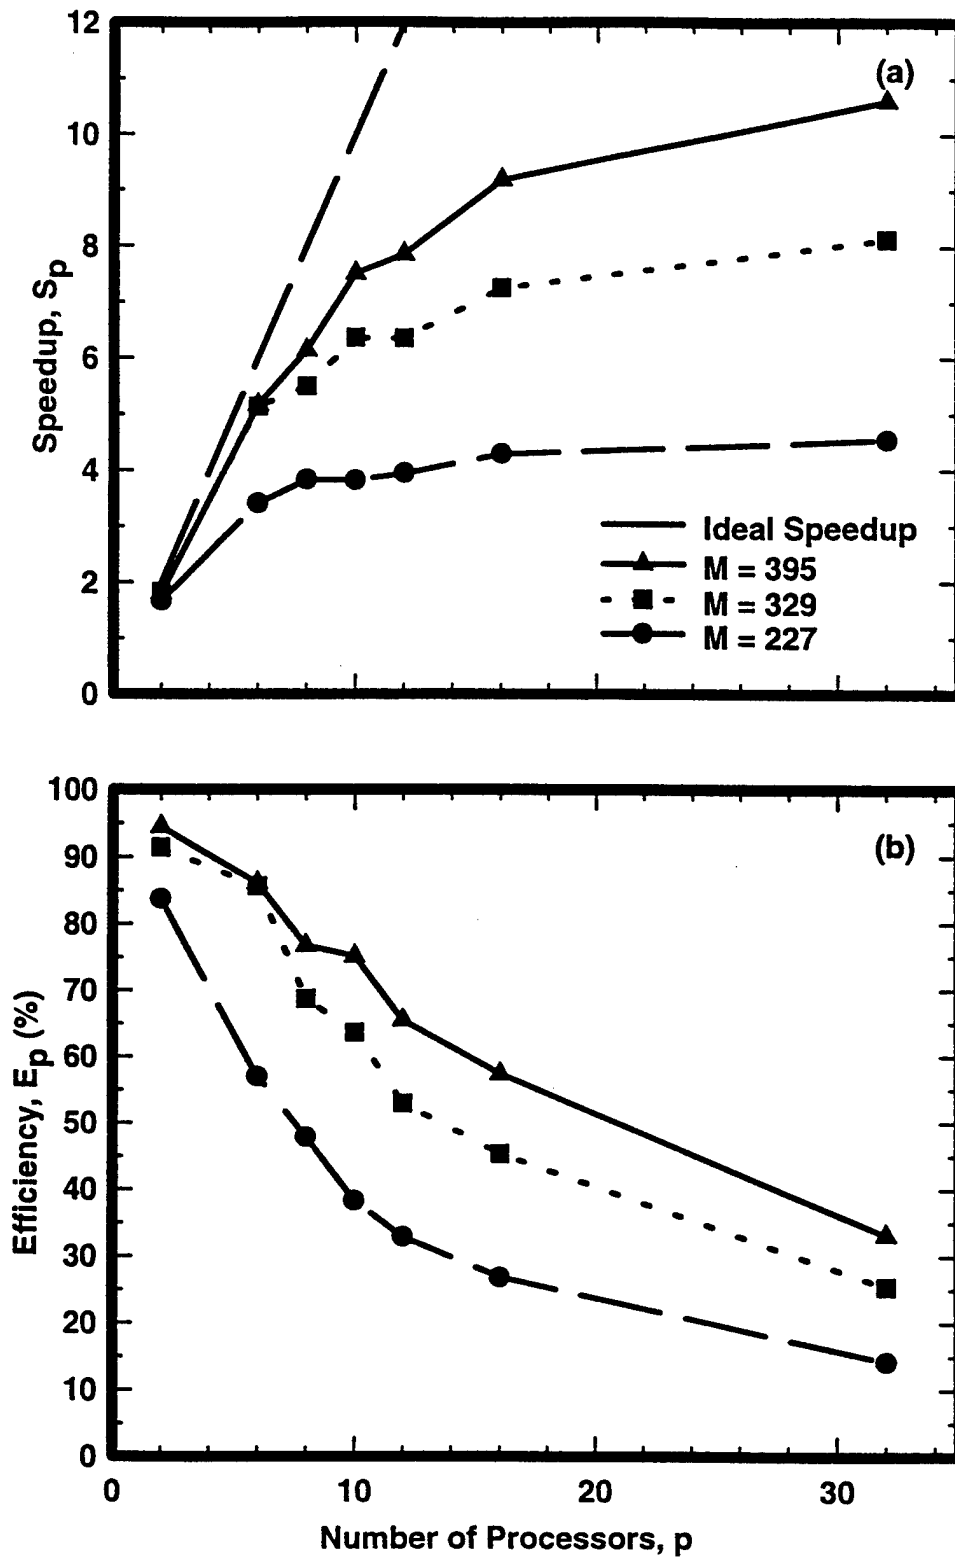 12
(a)
10
8
6
4
2
0
Speedup, Sp
Ideal Speedup
M = 395
M = 329
M = 227
100
(b)
90
80
70
60
50
40
30
20
10
0
Efficiency, Ep (%)
0 10 20 30
Number of Processors, p